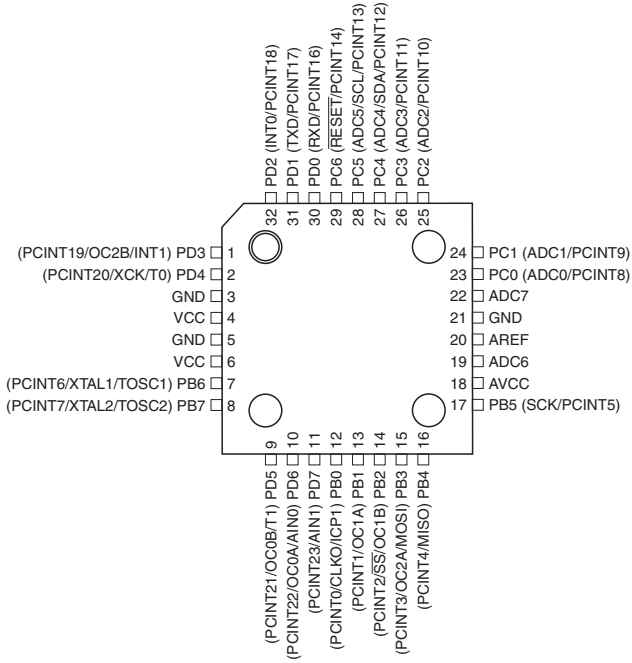 PD2 (INT0/PCINT18)
PD1 (TXD/PCINT17)
PD0 (RXD/PCINT16)
PC6 (RESET/PCINT14)
PC5 (ADC5/SCL/PCINT13)
PC4 (ADC4/SDA/PCINT12)
PC3 (ADC3/PCINT11)
PC2 (ADC2/PCINT10)
32
31
30
29
28
27
26
25
(PCINT19/OC2B/INT1) PD3 1
(PCINT20/XCK/T0) PD4 2
GND 3
VCC 4
GND 5
VCC 6
(PCINT6/XTAL1/TOSC1) PB6 7
(PCINT7/XTAL2/TOSC2) PB7 8
24 PC1 (ADC1/PCINT9)
23 PC0 (ADC0/PCINT8)
22 ADC7
21 GND
20 AREF
19 ADC6
18 AVCC
17 PB5 (SCK/PCINT5)
9
10
11
12
13
14
15
16
(PCINT21/OC0B/T1) PD5
(PCINT22/OC0A/AIN0) PD6
(PCINT23/AIN1) PD7
(PCINT0/CLKO/ICP1) PB0
(PCINT1/OC1A) PB1
(PCINT2/SS/OC1B) PB2
(PCINT3/OC2A/MOSI) PB3
(PCINT4/MISO) PB4